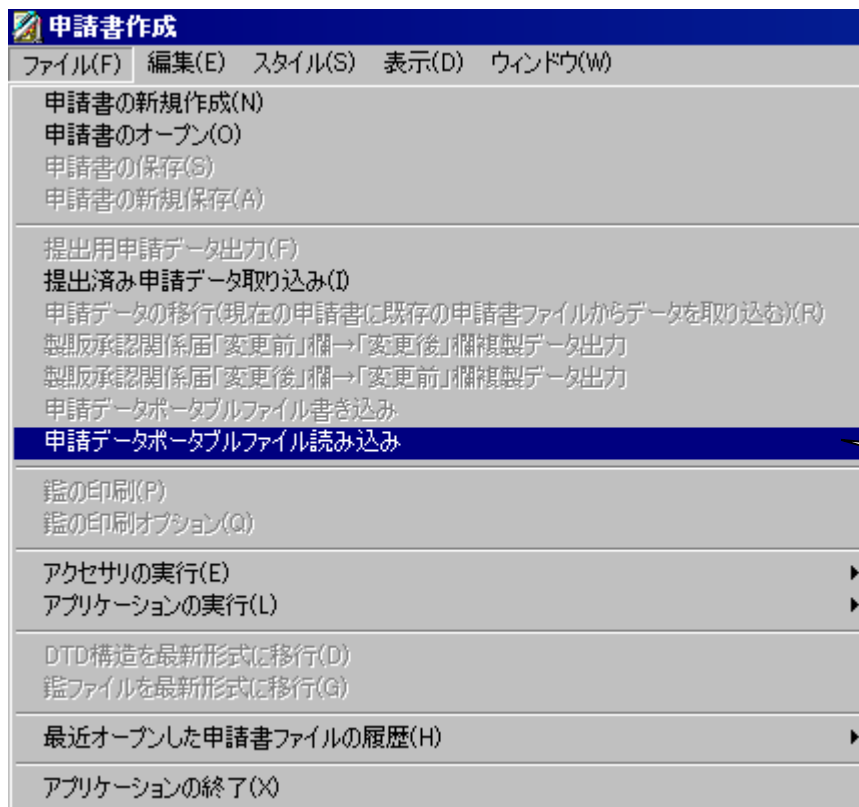 申請書作成
ファイル(F) 編集(E) スタイル(S) 表示(D) ウィンドウ(W)
申請書の新規作成(N)
申請書のオープン(O)
申請書の保存(S)
申請書の新規保存(A)
提出用申請データ出力(F)
提出済み申請データ取り込み(I)
申請データの移行(現在の申請書に既存の申請書ファイルからデータを取り込む)(R)
製販承認関係届「変更前」欄→「変更後」欄複製データ出力
製販承認関係届「変更後」欄→「変更前」欄複製データ出力
申請データポータブルファイル書き込み
申請データポータブルファイル読み込み
鑑の印刷(P)
鑑の印刷オプション(Q)
アクセサリの実行(E)
アプリケーションの実行(L)
DTD構造を最新形式に移行(D)
鑑ファイルを最新形式に移行(G)
最近オープンした申請書ファイルの履歴(H)
アプリケーションの終了(X)